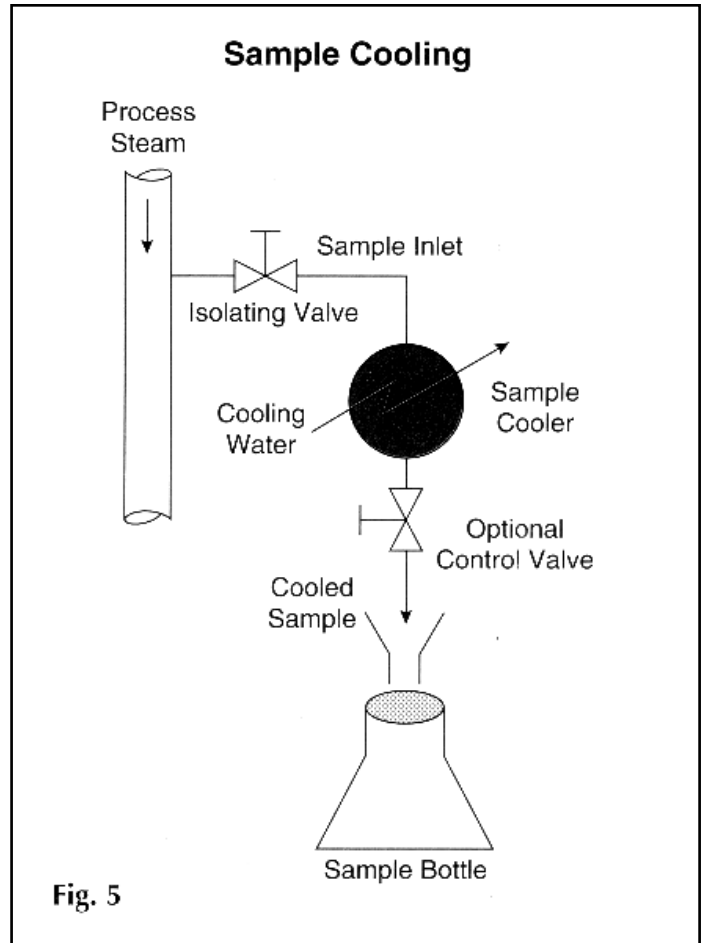 Sample Cooling
Process
Steam
Sample Inlet
Isolating Valve
Cooling
Water
Sample
Cooler
Optional
Control Valve
Cooled
Sample
Sample Bottle
Fig. 5